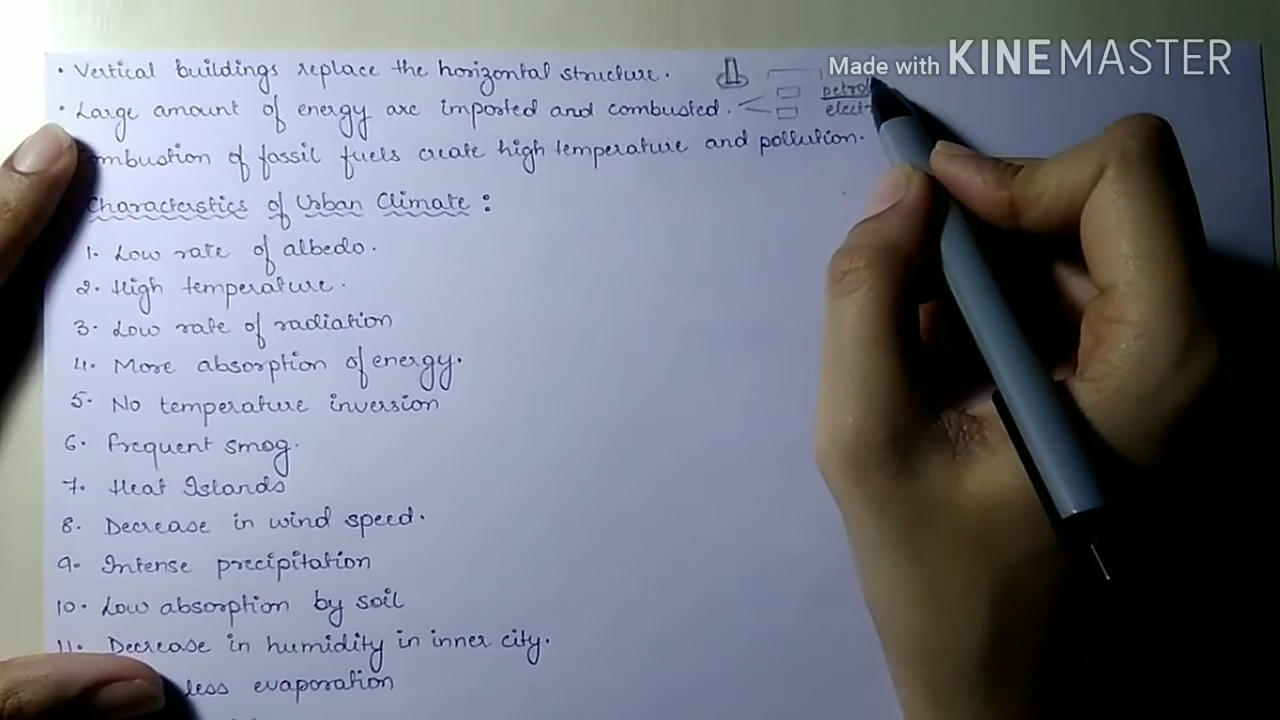 Made with KINEMASTER
• Vertical buildings replace the horizontal structure.
• Large amount of energy are imported and combusted.
petrol
elect
mbustion of fossil fuels create high temperature and pollution.
Characterstics of Urban Climate :
1. Low rate of albedo.
2. High temperature.
3. Low rate of radiation
4. More absorption of energy.
5. No temperature inversion
6. Frequent smog.
7. Heat Islands
8. Decrease in wind speed.
9. Intense precipitation
10. Low absorption by soil
11. Decrease in humidity in inner city.
less evaporation